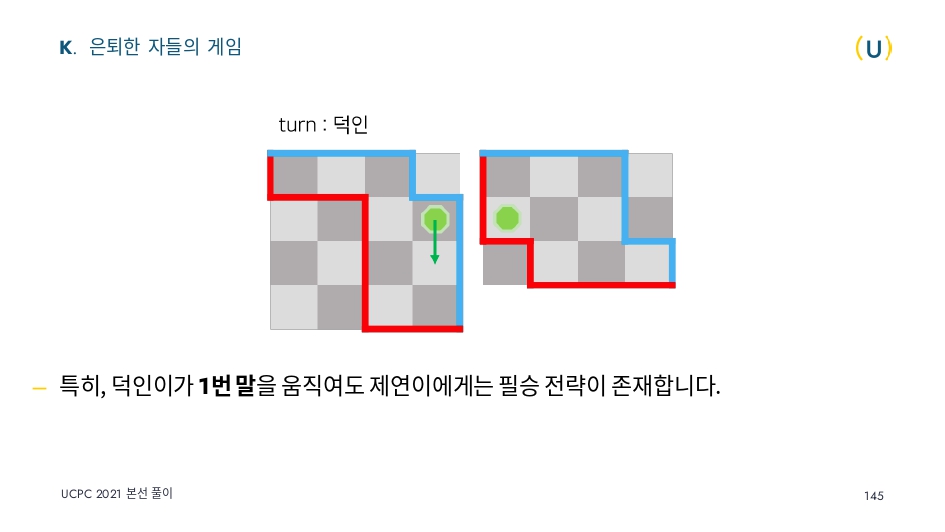 K. 은퇴한 자들의 게임
(U)
turn : 덕인
– 특히, 덕인이가 1번 말을 움직여도 제연이에게는 필승 전략이 존재합니다.
UCPC 2021 본선 풀이
145